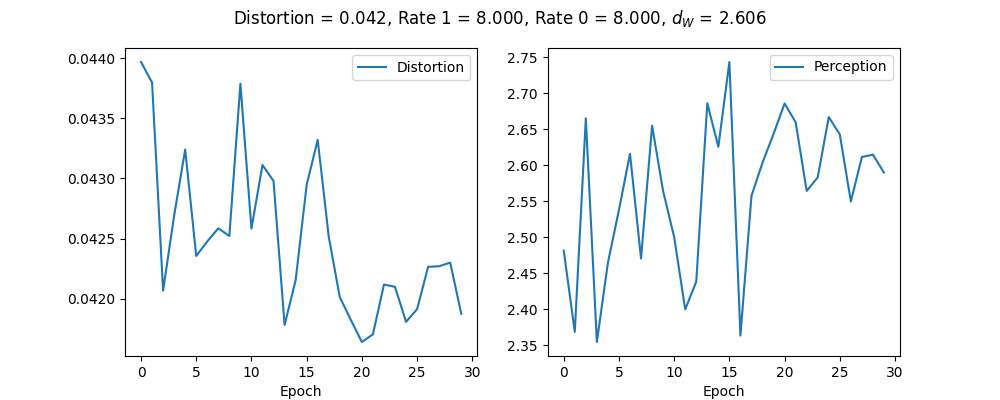 Distortion = 0.042, Rate 1 = 8.000, Rate 0 = 8.000, d_W = 2.606
0.0440
0.0435
0.0430
0.0425
0.0420
Distortion
0 5 10 15 20 25 30
Epoch
2.75
2.70
2.65
2.60
2.55
2.50
2.45
2.40
2.35
Perception
0 5 10 15 20 25 30
Epoch